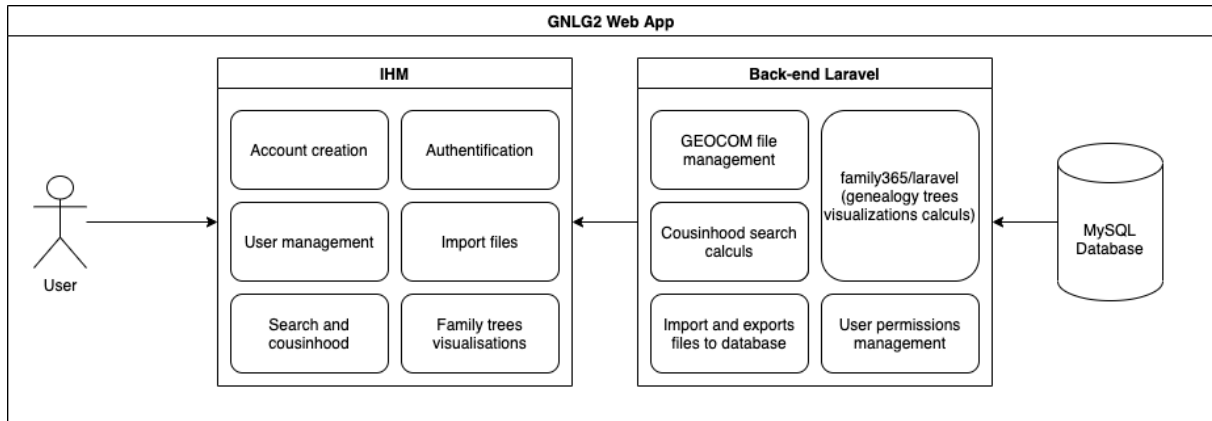 GNLG2 Web App
IHM
Account creation
Authentification
User management
Import files
Search and
cousinhood
Family trees
visualisations
Back-end Laravel
GEOCOM file
management
family365/laravel
(genealogy trees
visualizations calculs)
Cousinhood search
calculs
Import and exports
files to database
User permissions
management
MySQL
Database
User